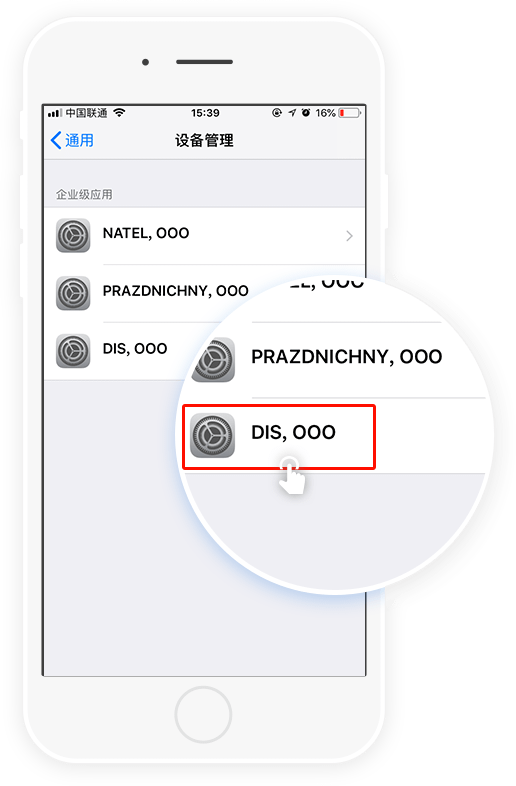 中国联通 15:39 16%
通用 设备管理
企业级应用
NATEL, OOO
PRAZDNICHNY, OOO
DIS, OOO
EL, OOO
PRAZDNICHNY, OOO
DIS, OOO